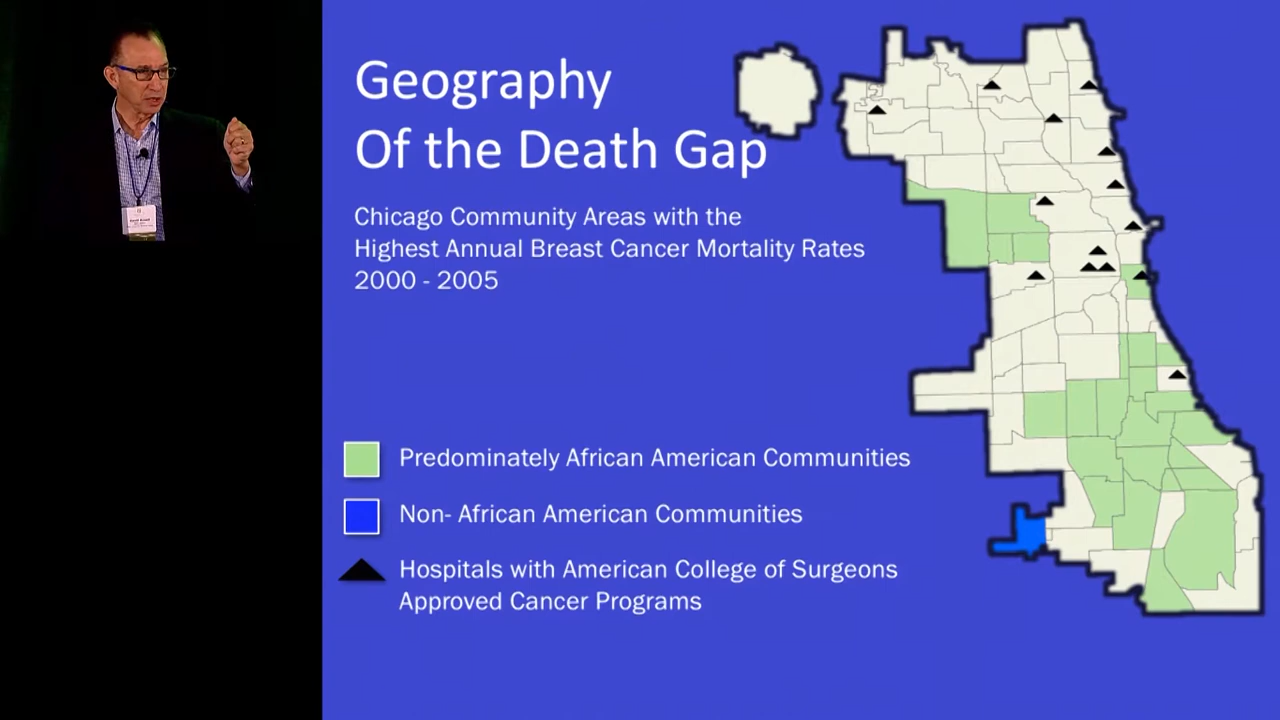 Geography
Of the Death Gap
Chicago Community Areas with the
Highest Annual Breast Cancer Mortality Rates
2000 - 2005
Predominately African American Communities
Non- African American Communities
Hospitals with American College of Surgeons
Approved Cancer Programs